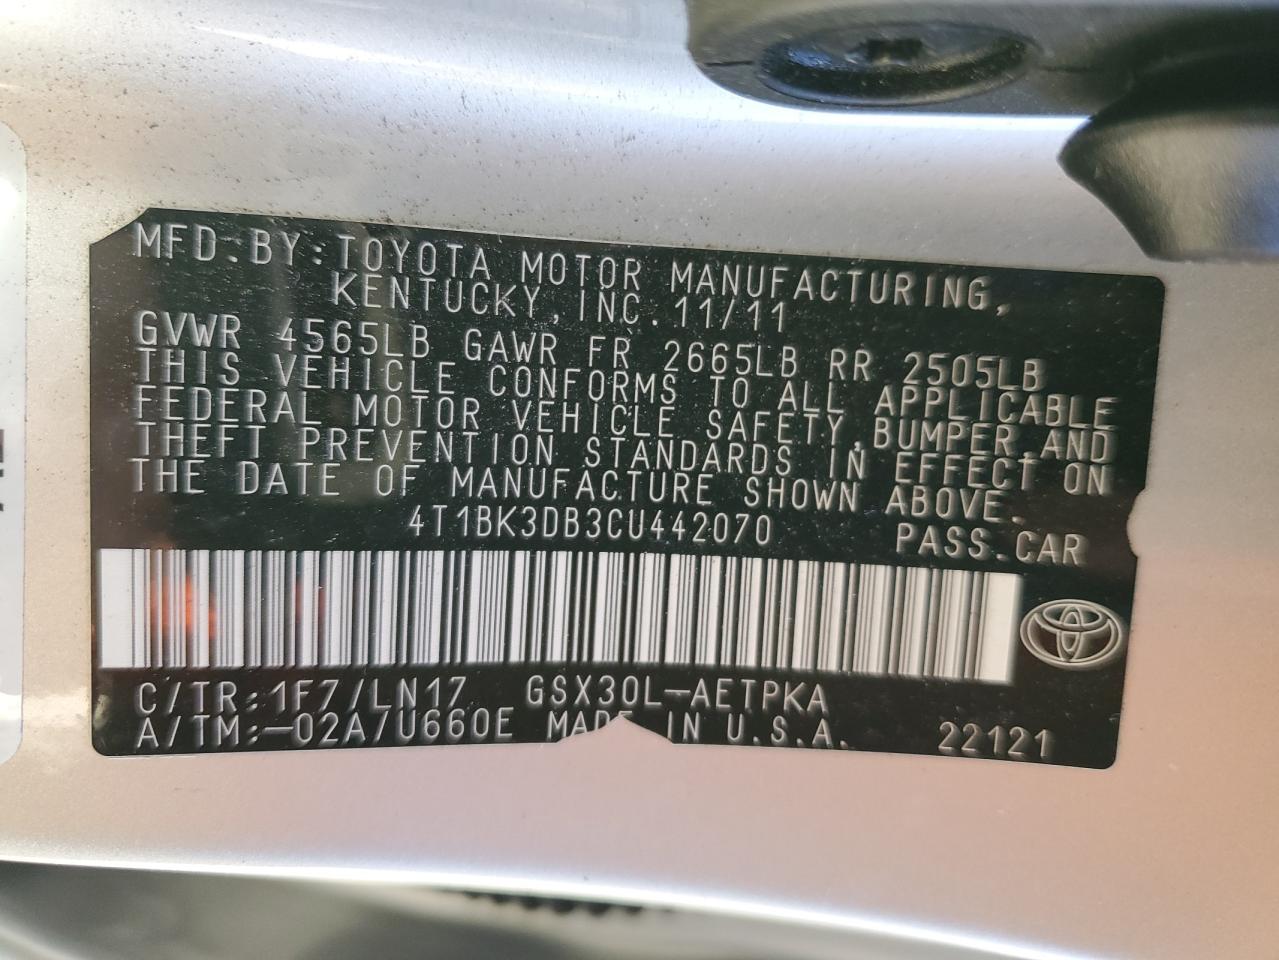 MFD.BY:TOYOTA MOTOR MANUFACTURING,
KENTUCKY,INC. 11/11
GVWR 4565LB GAWR FR 2665LB RR 2505LB
THIS VEHICLE CONFORMS TO ALL APPLICABLE
FEDERAL MOTOR VEHICLE SAFETY,BUMPER,AND
THEFT PREVENTION STANDARDS IN EFFECT ON
THE DATE OF MANUFACTURE SHOWN ABOVE.
4T1BK3DB3CU442070 PASS.CAR
C/TR:1F7/LN17 GSX30L-AETPKA
A/TM:-02A/U660E MADE IN U.S.A. 22121